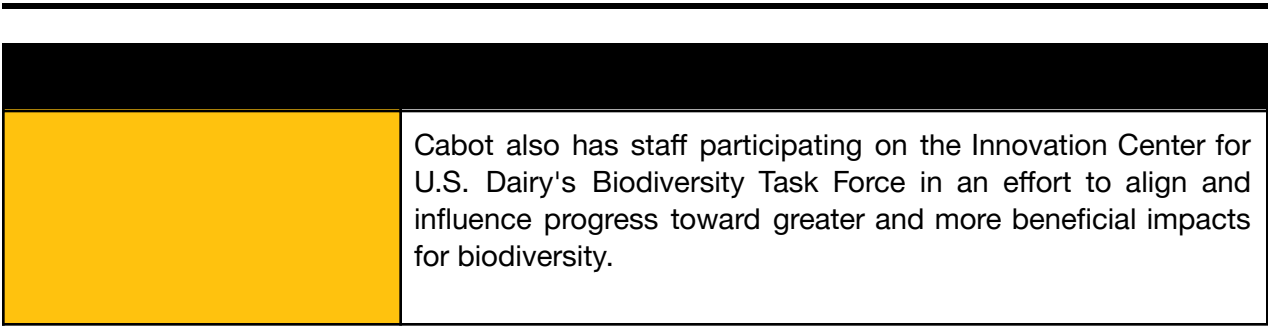 Cabot also has staff participating on the Innovation Center for
U.S. Dairy's Biodiversity Task Force in an effort to align and
influence progress toward greater and more beneficial impacts
for biodiversity.